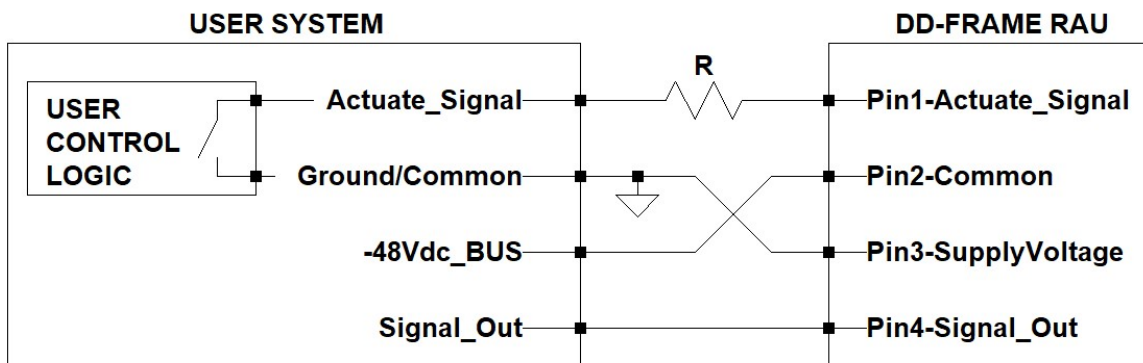 USER SYSTEM
DD-FRAME RAU
USER
CONTROL
LOGIC
Actuate_Signal
Ground/Common
-48Vdc_BUS
Signal_Out
R
Pin1-Actuate_Signal
Pin2-Common
Pin3-SupplyVoltage
Pin4-Signal_Out